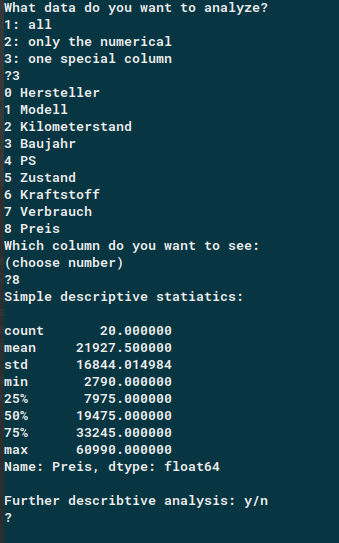 What data do you want to analyze?
1: all
2: only the numerical
3: one special column
?3
0 Hersteller
1 Modell
2 Kilometerstand
3 Baujahr
4 PS
5 Zustand
6 Kraftstoff
7 Verbrauch
8 Preis
Which column do you want to see:
(choose number)
?8
Simple descriptive statiatics:
count 20.000000
mean 21927.500000
std 16844.014984
min 2790.000000
25% 7975.000000
50% 19475.000000
75% 33245.000000
max 60990.000000
Name: Preis, dtype: float64
Further describtive analysis: y/n
?